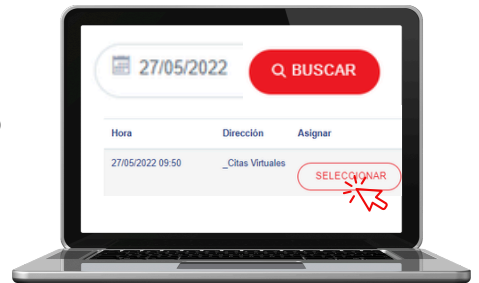 27/05/2022 BUSCAR
Hora Dirección Asignar
27/05/2022 09:50 _Citas Virtuales SELECCIONAR